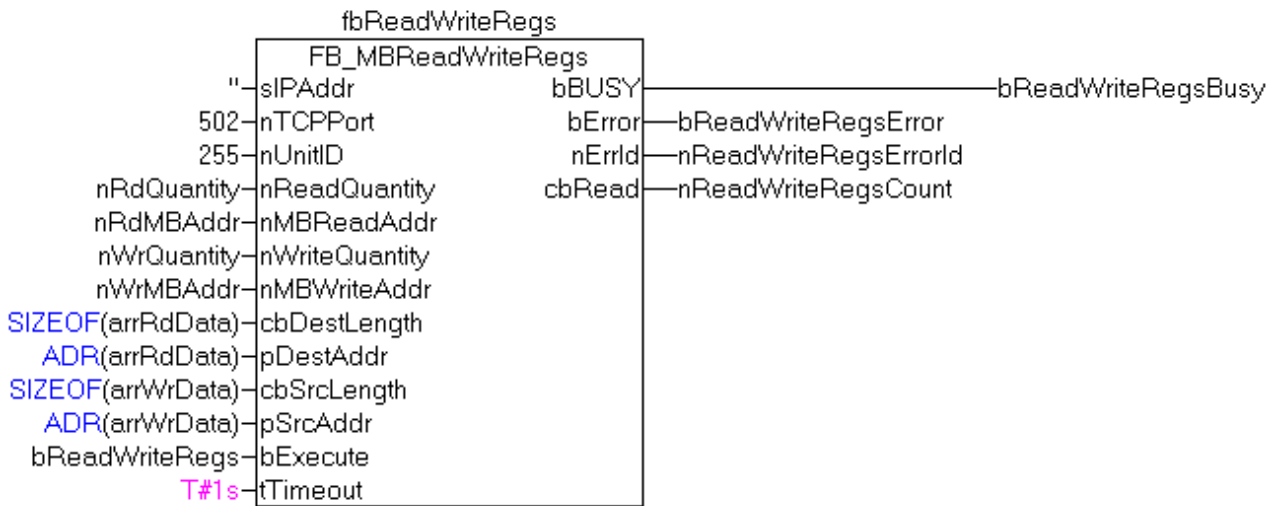 fbReadWriteRegs
FB_MBReadWriteRegs
'' sIPAddr bBUSY bReadWriteRegsBusy
502 nTCPPort bError bReadWriteRegsError
255 nUnitID nErrId nReadWriteRegsErrorId
nRdQuantity nReadQuantity cbRead nReadWriteRegsCount
nRdMBAddr nMBReadAddr
nWrQuantity nWriteQuantity
nWrMBAddr nMBWriteAddr
SIZEOF(arrRdData) cbDestLength
ADR(arrRdData) pDestAddr
SIZEOF(arrWrData) cbSrcLength
ADR(arrWrData) pSrcAddr
bReadWriteRegs bExecute
T#1s tTimeout